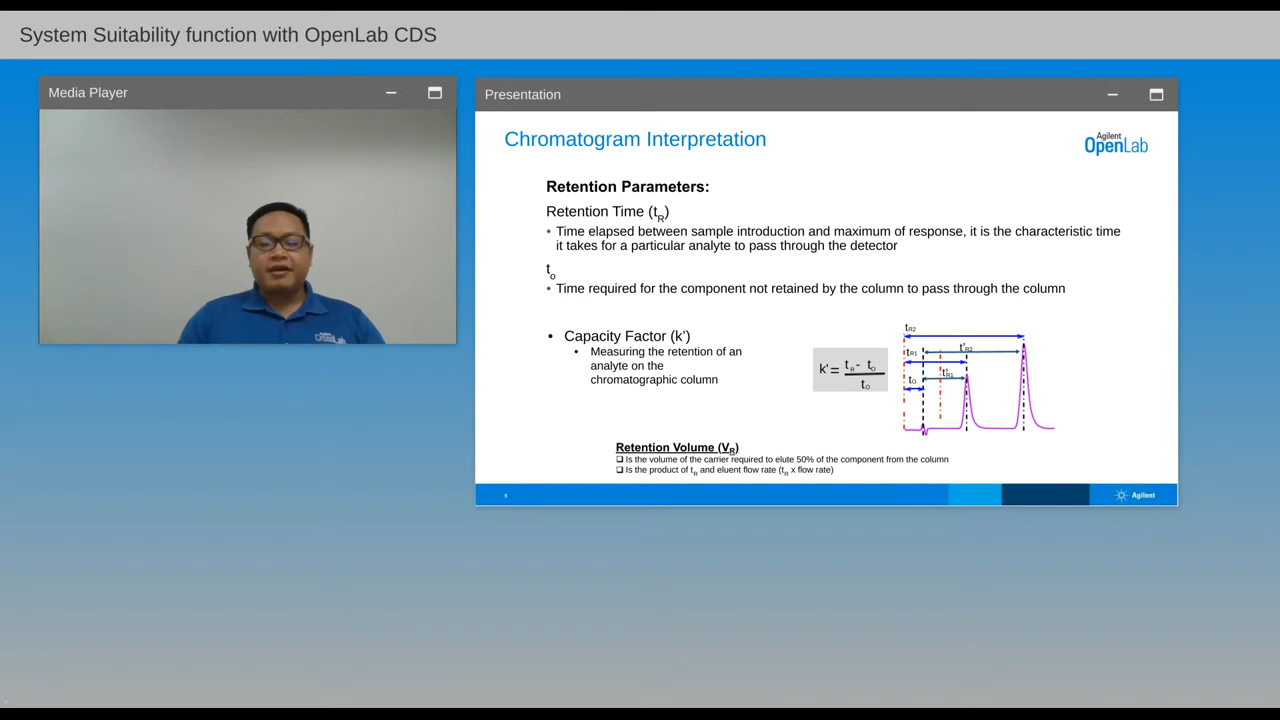 System Suitability function with OpenLab CDS
Media Player
Presentation
Chromatogram Interpretation
Agilent
OpenLab
Retention Parameters:
Retention Time (tR)
• Time elapsed between sample introduction and maximum of response, it is the characteristic time
it takes for a particular analyte to pass through the detector
to
• Time required for the component not retained by the column to pass through the column
• Capacity Factor (k')
• Measuring the retention of an
analyte on the
chromatographic column
k' = tR - tO
tO
tR2
t'R2
tR1
t'R1
tO
Retention Volume (VR)
❑ Is the volume of the carrier required to elute 50% of the component from the column
❑ Is the product of tR and eluent flow rate (tR x flow rate)
Agilent